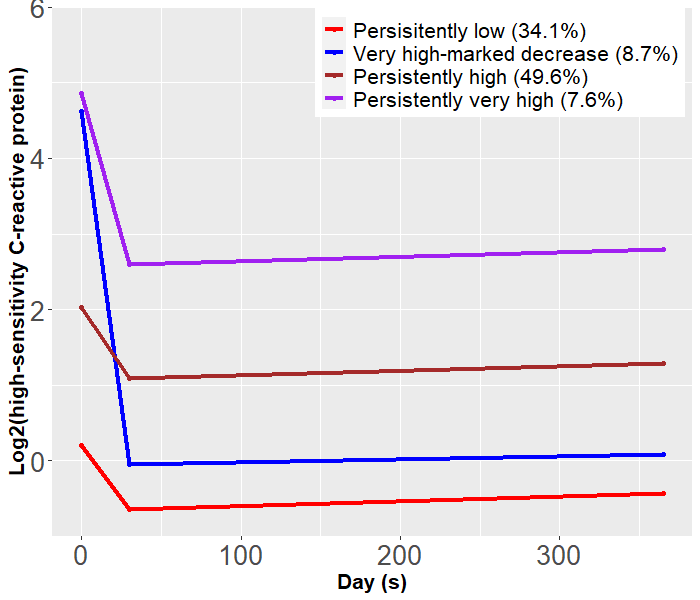 6
Persisitently low (34.1%)
Very high-marked decrease (8.7%)
Persistently high (49.6%)
Persistently very high (7.6%)
4
2
0
Log2(high-sensitivity C-reactive protein)
0 100 200 300
Day (s)